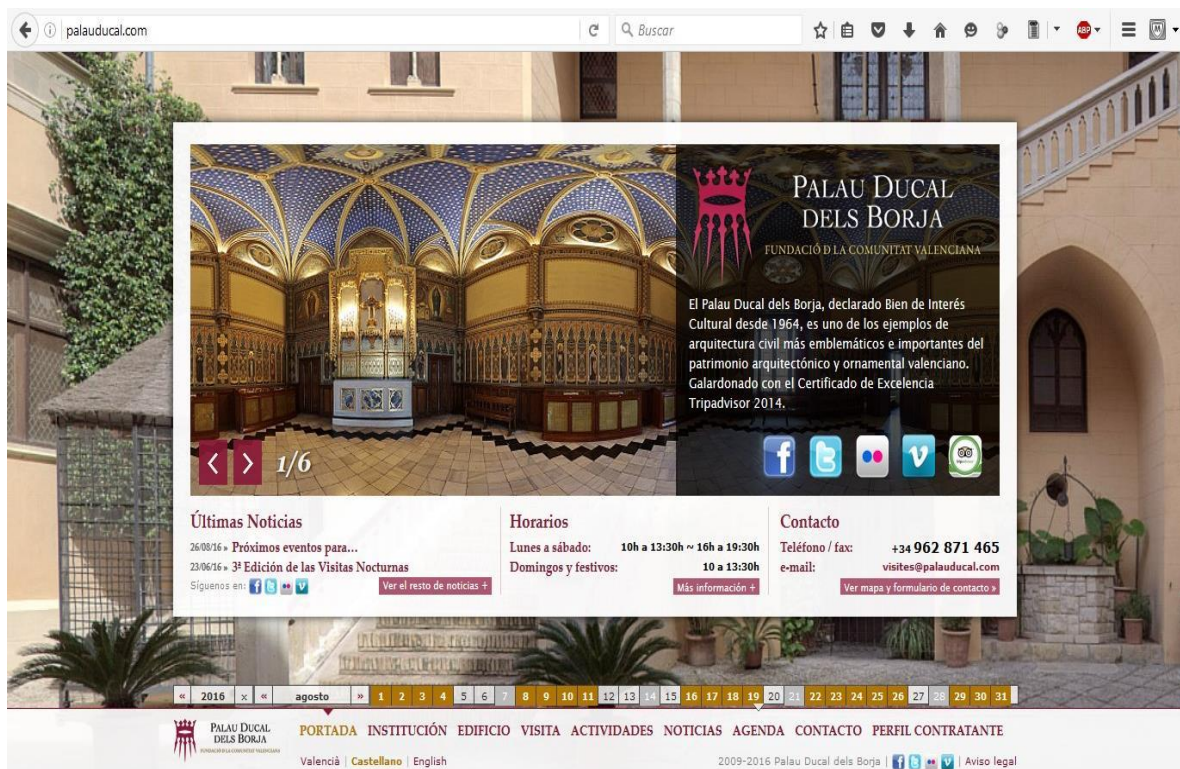 palauducal.com
Buscar
ABP
PALAU DUCAL
DELS BORJA
FUNDACIÓ D LA COMUNITAT VALENCIANA
El Palau Ducal dels Borja, declarado Bien de Interés
Cultural desde 1964, es uno de los ejemplos de
arquitectura civil más emblemáticos e importantes del
patrimonio arquitectónico y ornamental valenciano.
Galardonado con el Certificado de Excelencia
Tripadvisor 2014.
1/6
Últimas Noticias
26/08/16 » Próximos eventos para...
23/06/16 » 3ª Edición de las Visitas Nocturnas
Síguenos en:
Ver el resto de noticias +
Horarios
Lunes a sábado: 10h a 13:30h ~ 16h a 19:30h
Domingos y festivos: 10 a 13:30h
Más información +
Contacto
Teléfono / fax: +34 962 871 465
e-mail: visites@palauducal.com
Ver mapa y formulario de contacto »
« 2016 x « agosto » 1 2 3 4 5 6 7 8 9 10 11 12 13 14 15 16 17 18 19 20 21 22 23 24 25 26 27 28 29 30 31
PALAU DUCAL
DELS BORJA
FUNDACIÓ D LA COMUNITAT VALENCIANA
PORTADA INSTITUCIÓN EDIFICIO VISITA ACTIVIDADES NOTICIAS AGENDA CONTACTO PERFIL CONTRATANTE
Valencià | Castellano | English
2009-2016 Palau Ducal dels Borja | | Aviso legal